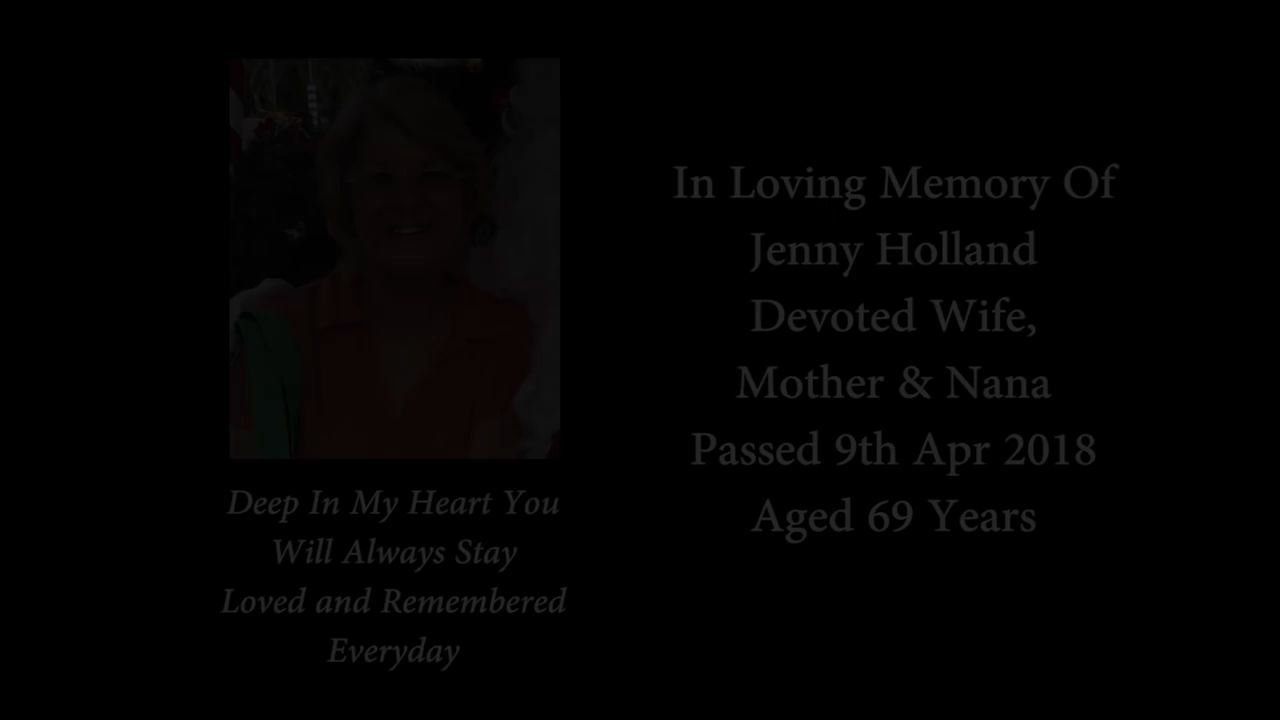 In Loving Memory Of
Jenny Holland
Devoted Wife,
Mother & Nana
Passed 9th Apr 2018
Aged 69 Years
Deep In My Heart You
Will Always Stay
Loved and Remembered
Everyday